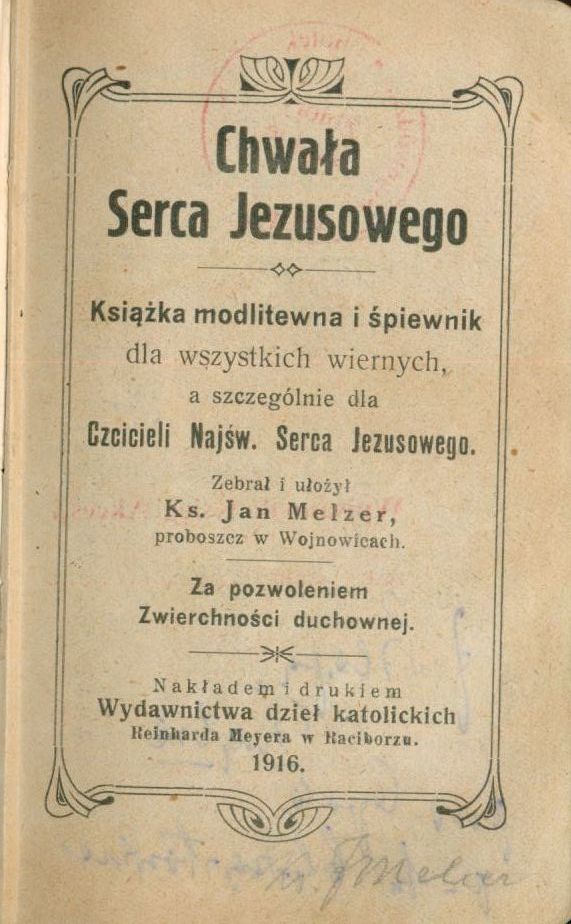 Chwała
Serca Jezusowego
Książka modlitewna i śpiewnik
dla wszystkich wiernych,
a szczególnie dla
Czcicieli Najśw. Serca Jezusowego.
Zebrał i ułożył
Ks. Jan Melzer,
proboszcz w Wojnowicach.
Za pozwoleniem
Zwierchności duchownej.
Nakładem i drukiem
Wydawnictwa dzieł katolickich
Reinharda Meyera w Raciborzu.
1916.